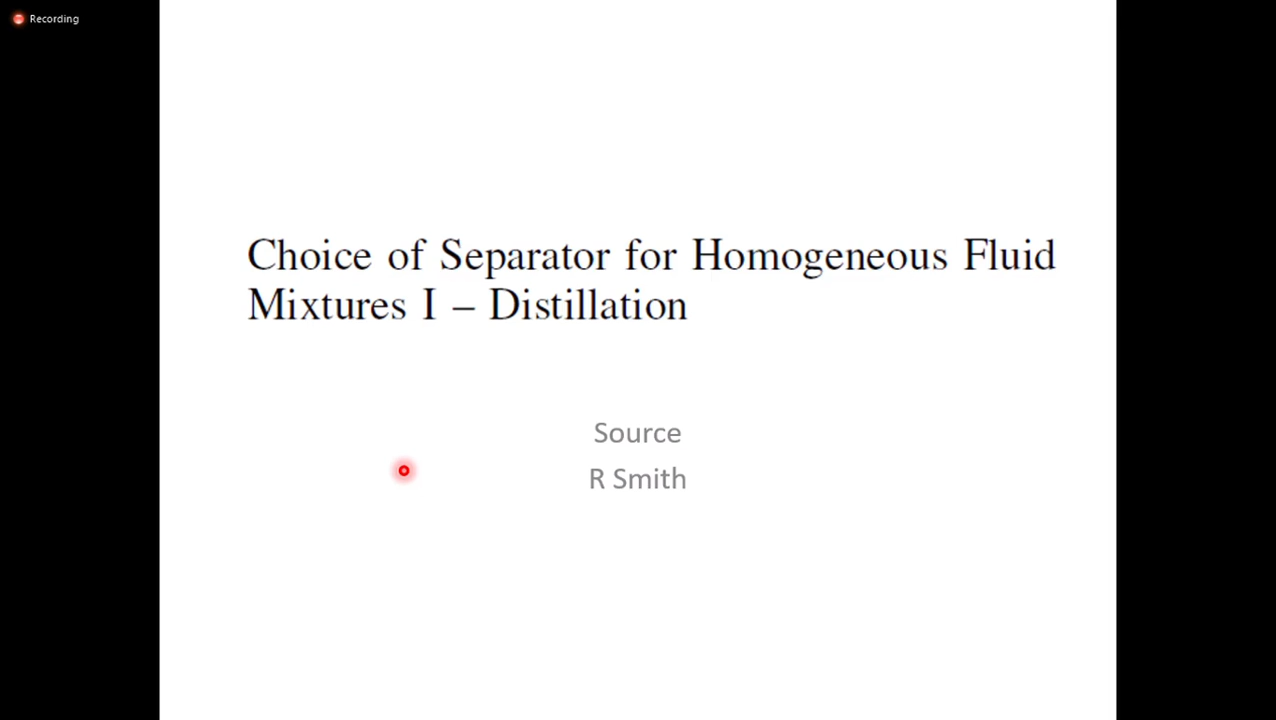 Recording
Choice of Separator for Homogeneous Fluid
Mixtures I – Distillation
Source
R Smith